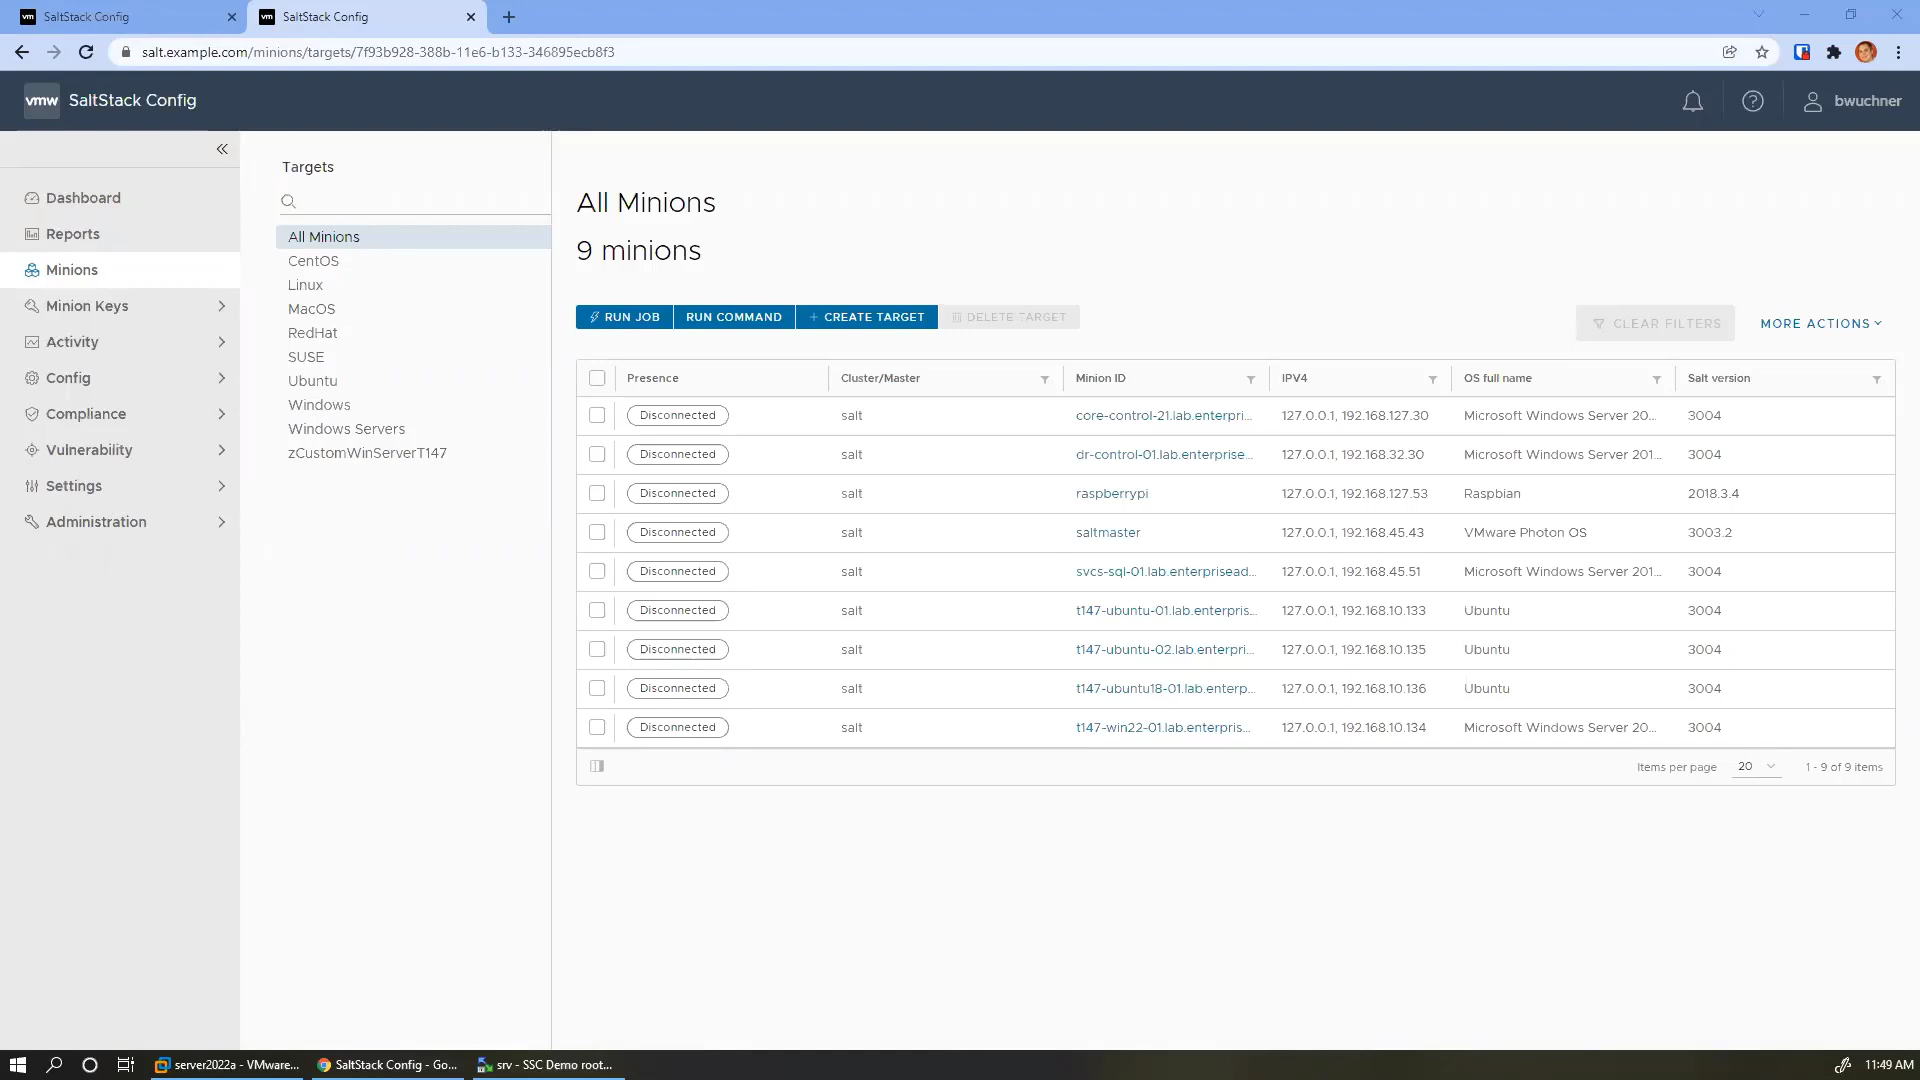 vm SaltStack Config
vm SaltStack Config
salt.example.com/minions/targets/7f93b928-388b-11e6-b133-346895ecb8f3
vmw SaltStack Config
bwuchner
Dashboard
Reports
Minions
Minion Keys
Activity
Config
Compliance
Vulnerability
Settings
Administration
Targets
All Minions
CentOS
Linux
MacOS
RedHat
SUSE
Ubuntu
Windows
Windows Servers
zCustomWinServerT147
All Minions
9 minions
RUN JOB RUN COMMAND + CREATE TARGET DELETE TARGET
CLEAR FILTERS MORE ACTIONS
Presence Cluster/Master Minion ID IPV4 OS full name Salt version
Disconnected salt core-control-21.lab.enterpri... 127.0.0.1, 192.168.127.30 Microsoft Windows Server 20... 3004
Disconnected salt dr-control-01.lab.enterprise... 127.0.0.1, 192.168.32.30 Microsoft Windows Server 201... 3004
Disconnected salt raspberrypi 127.0.0.1, 192.168.127.53 Raspbian 2018.3.4
Disconnected salt saltmaster 127.0.0.1, 192.168.45.43 VMware Photon OS 3003.2
Disconnected salt svcs-sql-01.lab.enterprisead... 127.0.0.1, 192.168.45.51 Microsoft Windows Server 201... 3004
Disconnected salt t147-ubuntu-01.lab.enterpris... 127.0.0.1, 192.168.10.133 Ubuntu 3004
Disconnected salt t147-ubuntu-02.lab.enterpri... 127.0.0.1, 192.168.10.135 Ubuntu 3004
Disconnected salt t147-ubuntu18-01.lab.enterp... 127.0.0.1, 192.168.10.136 Ubuntu 3004
Disconnected salt t147-win22-01.lab.enterpris... 127.0.0.1, 192.168.10.134 Microsoft Windows Server 20... 3004
Items per page 20 1 - 9 of 9 items
server2022a - VMware... SaltStack Config - Go... srv - SSC Demo root... 11:49 AM